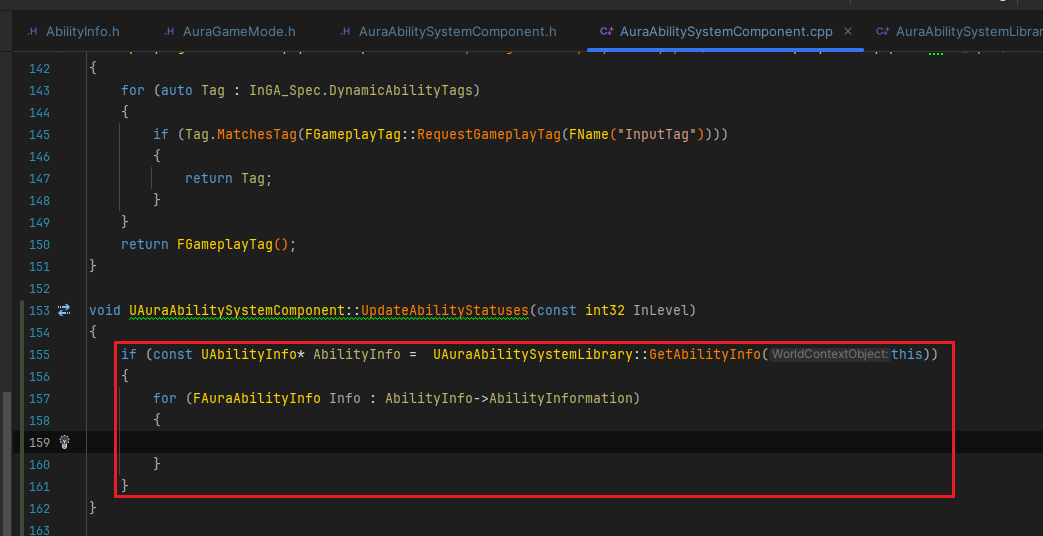 .H AbilityInfo.h .H AuraGameMode.h .H AuraAbilitySystemComponent.h C++ AuraAbilitySystemComponent.cpp × C++ AuraAbilitySystemLibrar
142 {
143 for (auto Tag : InGA_Spec.DynamicAbilityTags)
144 {
145 if (Tag.MatchesTag(FGameplayTag::RequestGameplayTag(FName("InputTag"))))
146 {
147 return Tag;
148 }
149 }
150 return FGameplayTag();
151 }
152
153 void UAuraAbilitySystemComponent::UpdateAbilityStatuses(const int32 InLevel)
154 {
155 if (const UAbilityInfo* AbilityInfo =  UAuraAbilitySystemLibrary::GetAbilityInfo(WorldContextObject:this))
156 {
157 for (FAuraAbilityInfo Info : AbilityInfo->AbilityInformation)
158 {
159
160 }
161 }
162 }
163